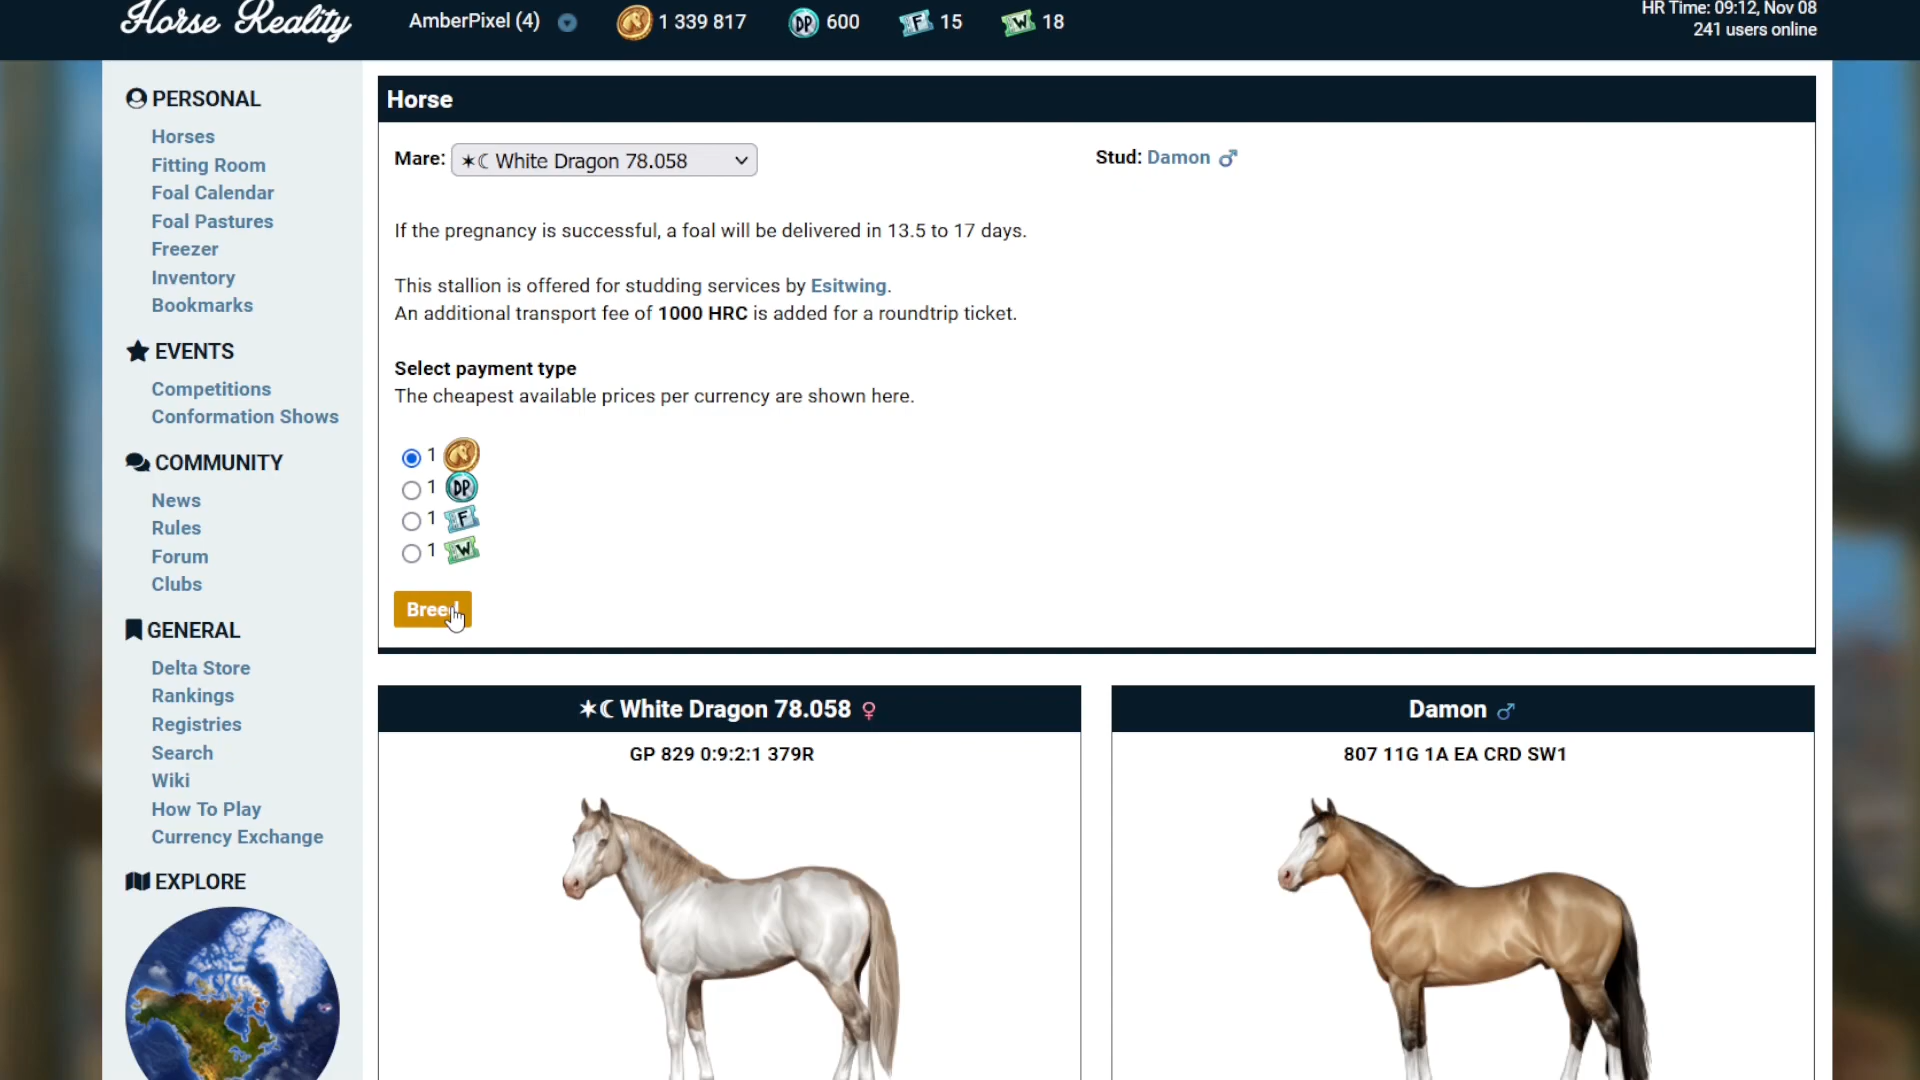 Horse Reality
AmberPixel (4)
1 339 817
DP 600
F 15
W 18
HR Time: 09:12, Nov 08
241 users online
PERSONAL
Horses
Fitting Room
Foal Calendar
Foal Pastures
Freezer
Inventory
Bookmarks
EVENTS
Competitions
Conformation Shows
COMMUNITY
News
Rules
Forum
Clubs
GENERAL
Delta Store
Rankings
Registries
Search
Wiki
How To Play
Currency Exchange
EXPLORE
Horse
Mare: ✶☾ White Dragon 78.058
Stud: Damon ♂
If the pregnancy is successful, a foal will be delivered in 13.5 to 17 days.
This stallion is offered for studding services by Esitwing.
An additional transport fee of 1000 HRC is added for a roundtrip ticket.
Select payment type
The cheapest available prices per currency are shown here.
1
1 DP
1 F
1 W
Breed
✶☾ White Dragon 78.058 ♀
GP 829 0:9:2:1 379R
Damon ♂
807 11G 1A EA CRD SW1